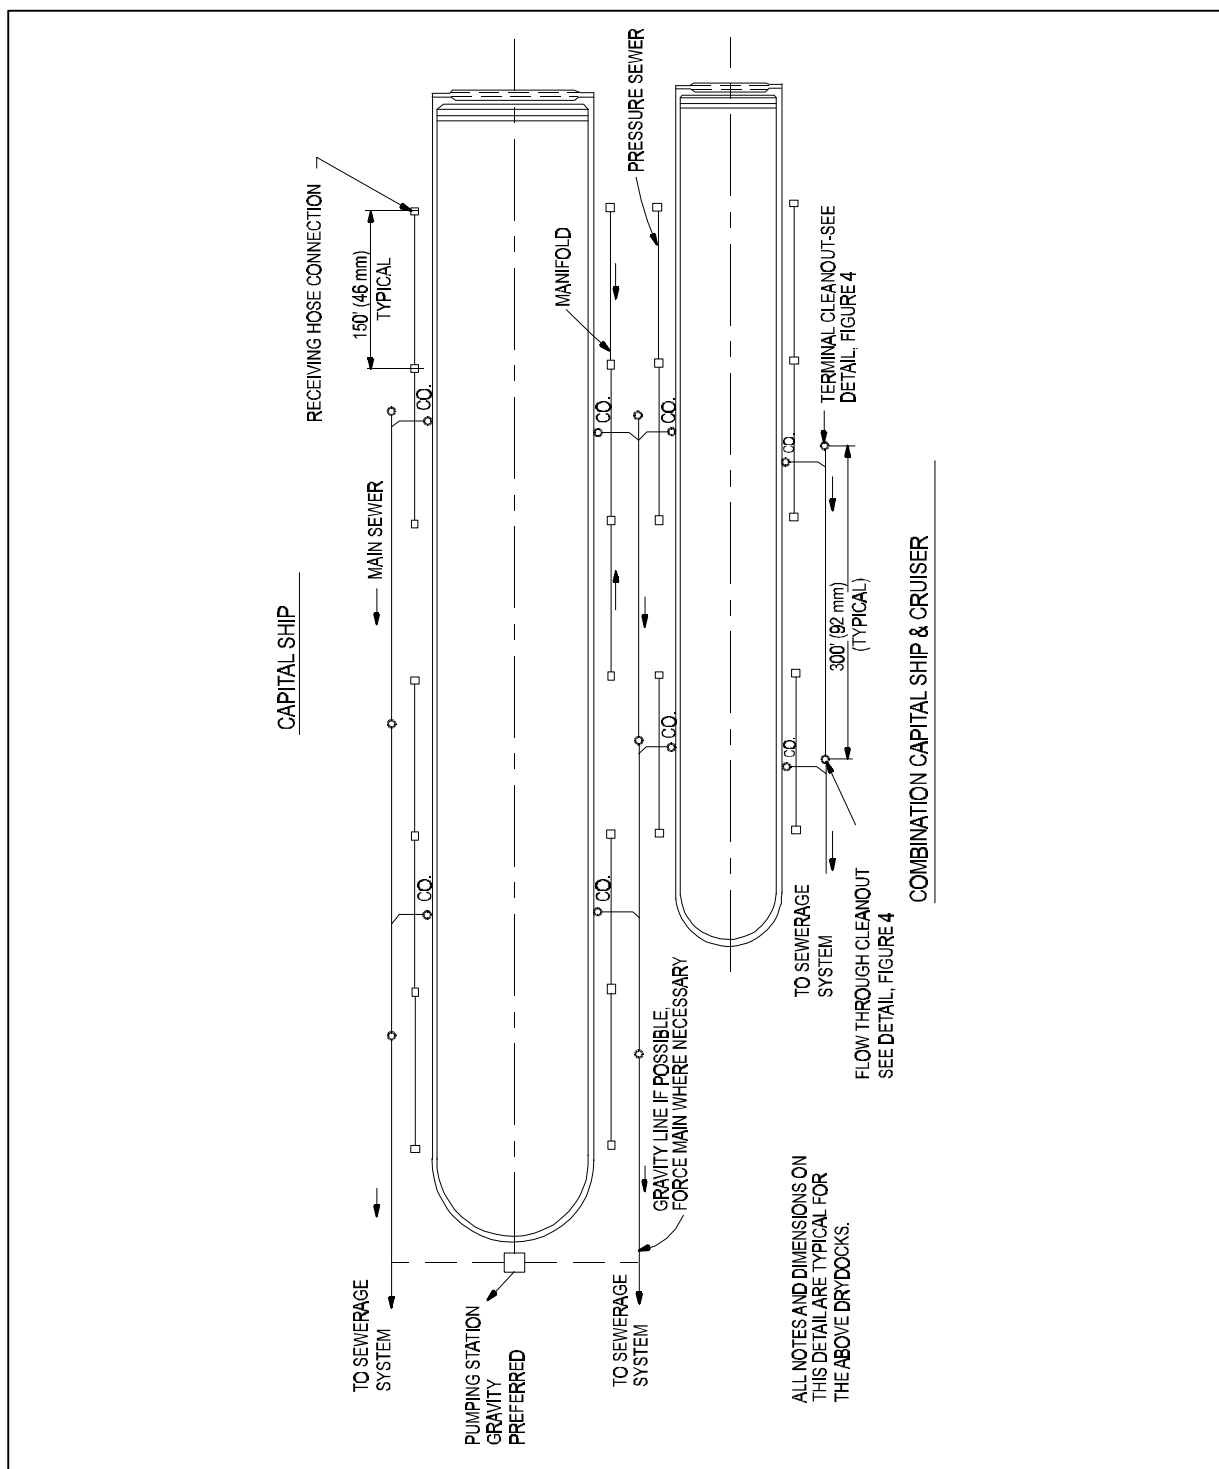 CAPITAL SHIP
RECEIVING HOSE CONNECTION
150' (46 mm)
TYPICAL
CO.
MAIN SEWER
CO.
TO SEWERAGE
SYSTEM
PUMPING STATION
GRAVITY
PREFERRED
PRESSURE SEWER
MANIFOLD
CO.
CO.
CO.
CO.
GRAVITY LINE IF POSSIBLE,
FORCE MAIN WHERE NECESSARY
TO SEWERAGE
SYSTEM
TERMINAL CLEANOUT-SEE
DETAIL, FIGURE 4
CO.
300' (92 mm)
(TYPICAL)
CO.
TO SEWERAGE
SYSTEM
FLOW THROUGH CLEANOUT
SEE DETAIL, FIGURE 4
COMBINATION CAPITAL SHIP & CRUISER
ALL NOTES AND DIMENSIONS ON
THIS DETAIL ARE TYPICAL FOR
THE ABOVE DRYDOCKS.